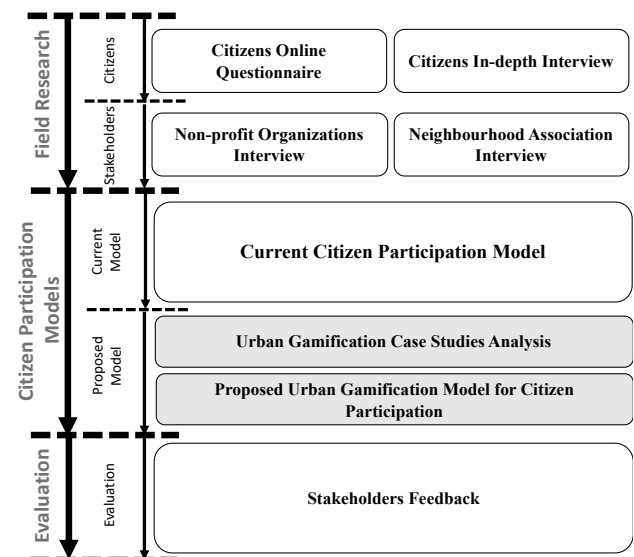 Field Research
Citizens
Citizens Online
Questionnaire
Citizens In-depth Interview
Stakeholders
Non-profit Organizations
Interview
Neighbourhood Association
Interview
Citizen Participation
Models
Current
Model
Current Citizen Participation Model
Proposed
Model
Urban Gamification Case Studies Analysis
Proposed Urban Gamification Model for Citizen
Participation
Evaluation
Evaluation
Stakeholders Feedback